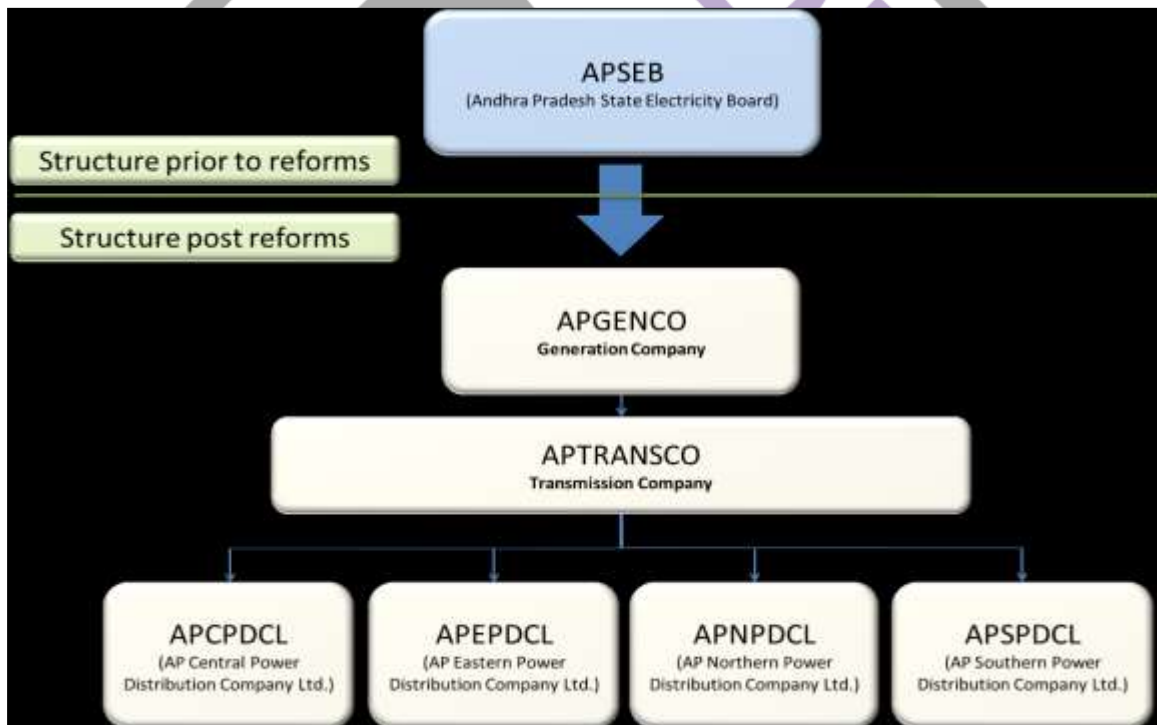 APSEB
(Andhra Pradesh State Electricity Board)
Structure prior to reforms
Structure post reforms
APGENCO
Generation Company
APTRANSCO
Transmission Company
APCPDCL
(AP Central Power
Distribution Company Ltd.)
APEPDCL
(AP Eastern Power
Distribution Company Ltd.)
APNPDCL
(AP Northern Power
Distribution Company Ltd.)
APSPDCL
(AP Southern Power
Distribution Company Ltd.)